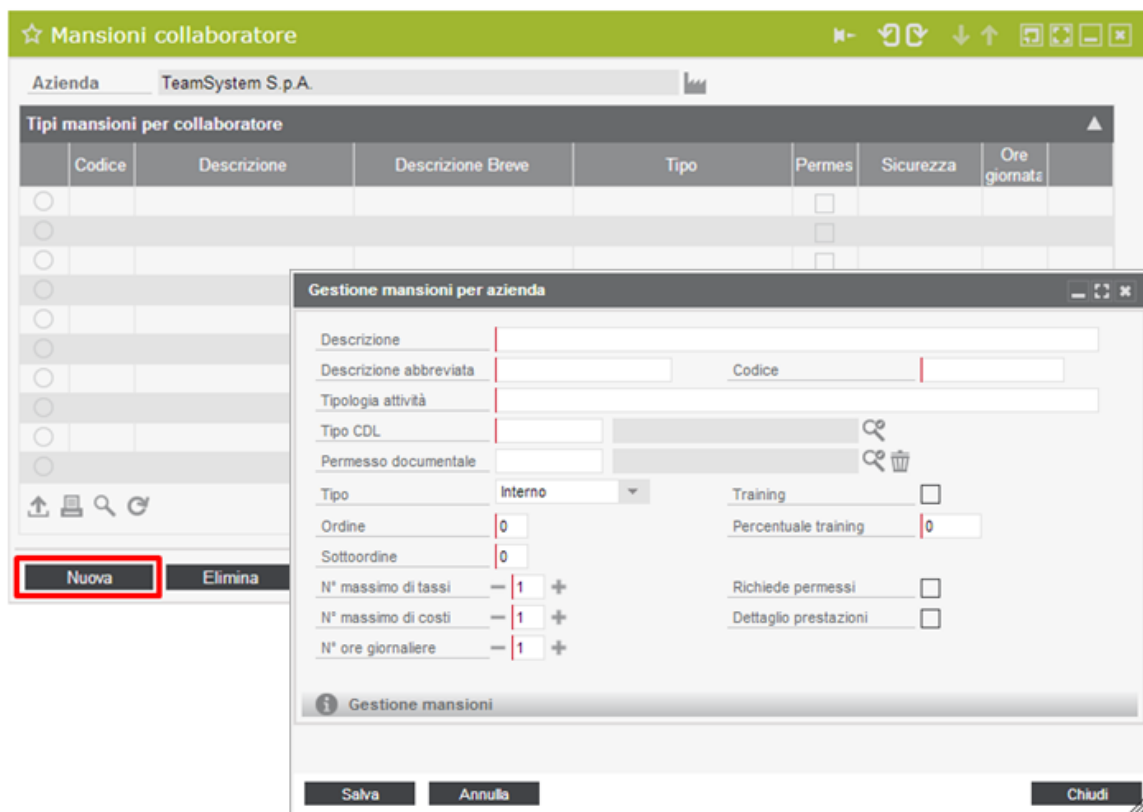 Mansioni collaboratore
Azienda TeamSystem S.p.A.
Tipi mansioni per collaboratore
Codice Descrizione Descrizione Breve Tipo Permes Sicurezza Ore giornata
Gestione mansioni per azienda
Descrizione
Descrizione abbreviata Codice
Tipologia attività
Tipo CDL
Permesso documentale
Tipo Interno Training
Ordine 0 Percentuale training 0
Sottoordine 0
N° massimo di tassi 1 Richiede permessi
N° massimo di costi 1 Dettaglio prestazioni
N° ore giornaliere 1
Gestione mansioni
Nuova Elimina
Salva Annulla Chiudi